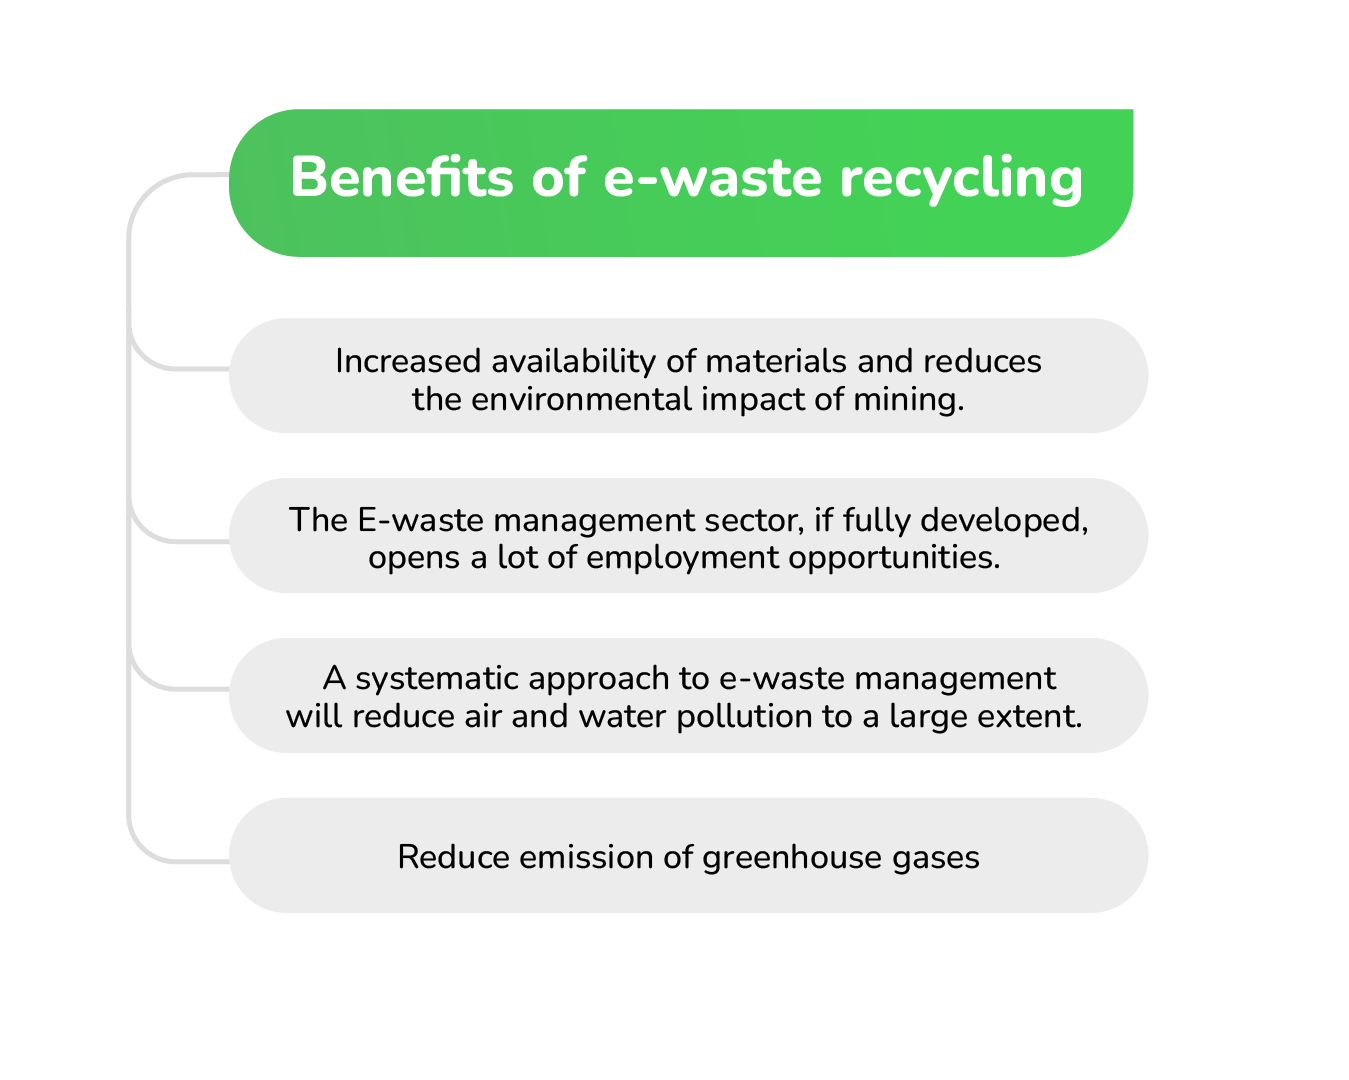 Benefits of e-waste recycling
Increased availability of materials and reduces
the environmental impact of mining.
The E-waste management sector, if fully developed,
opens a lot of employment opportunities.
A systematic approach to e-waste management
will reduce air and water pollution to a large extent.
Reduce emission of greenhouse gases